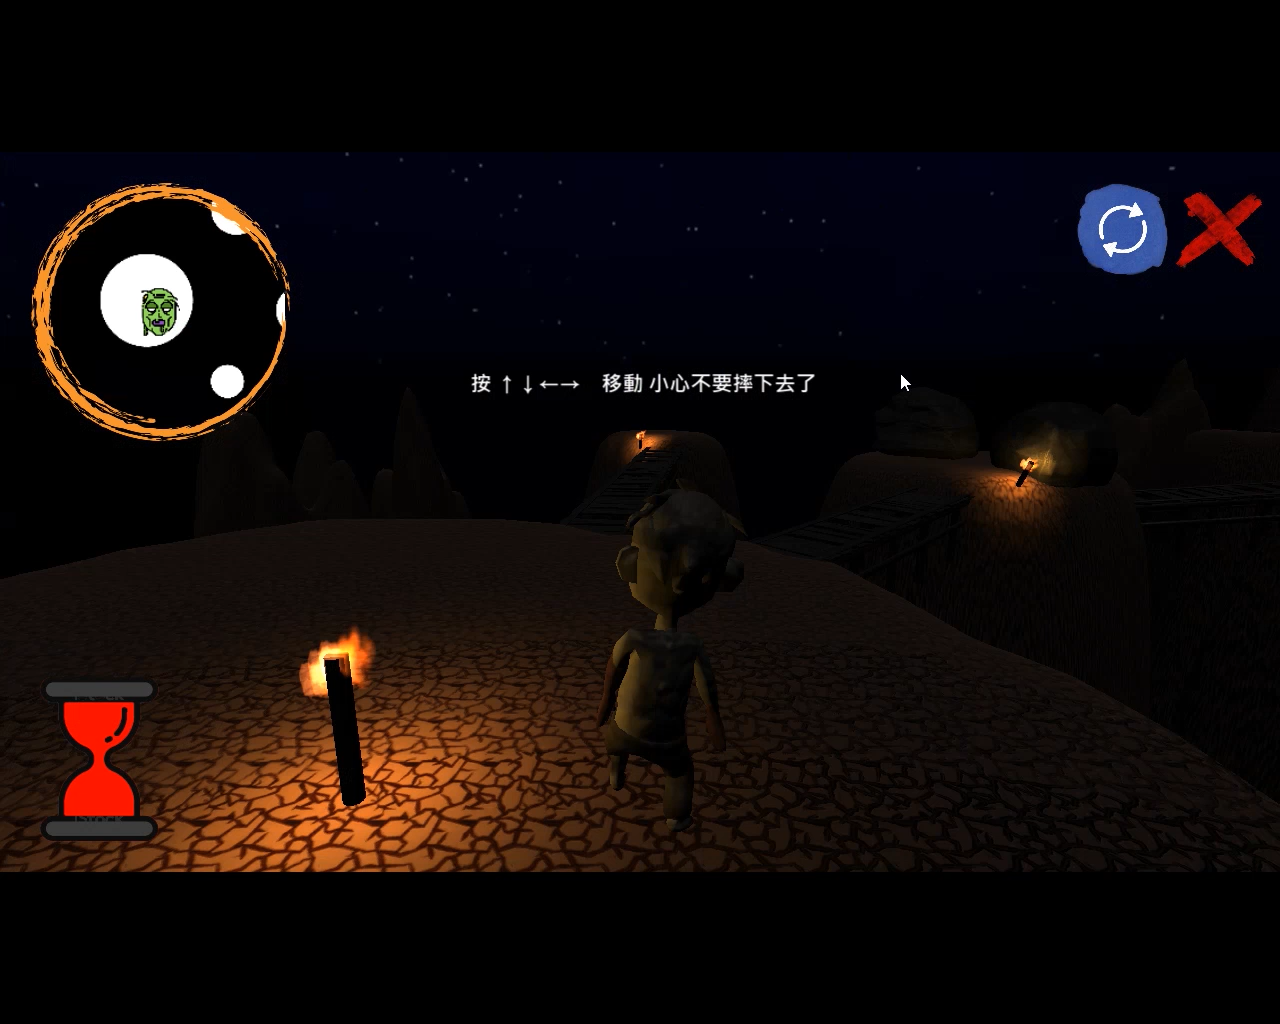 按 ↑ ↓ ← → 移動 小心不要摔下去了